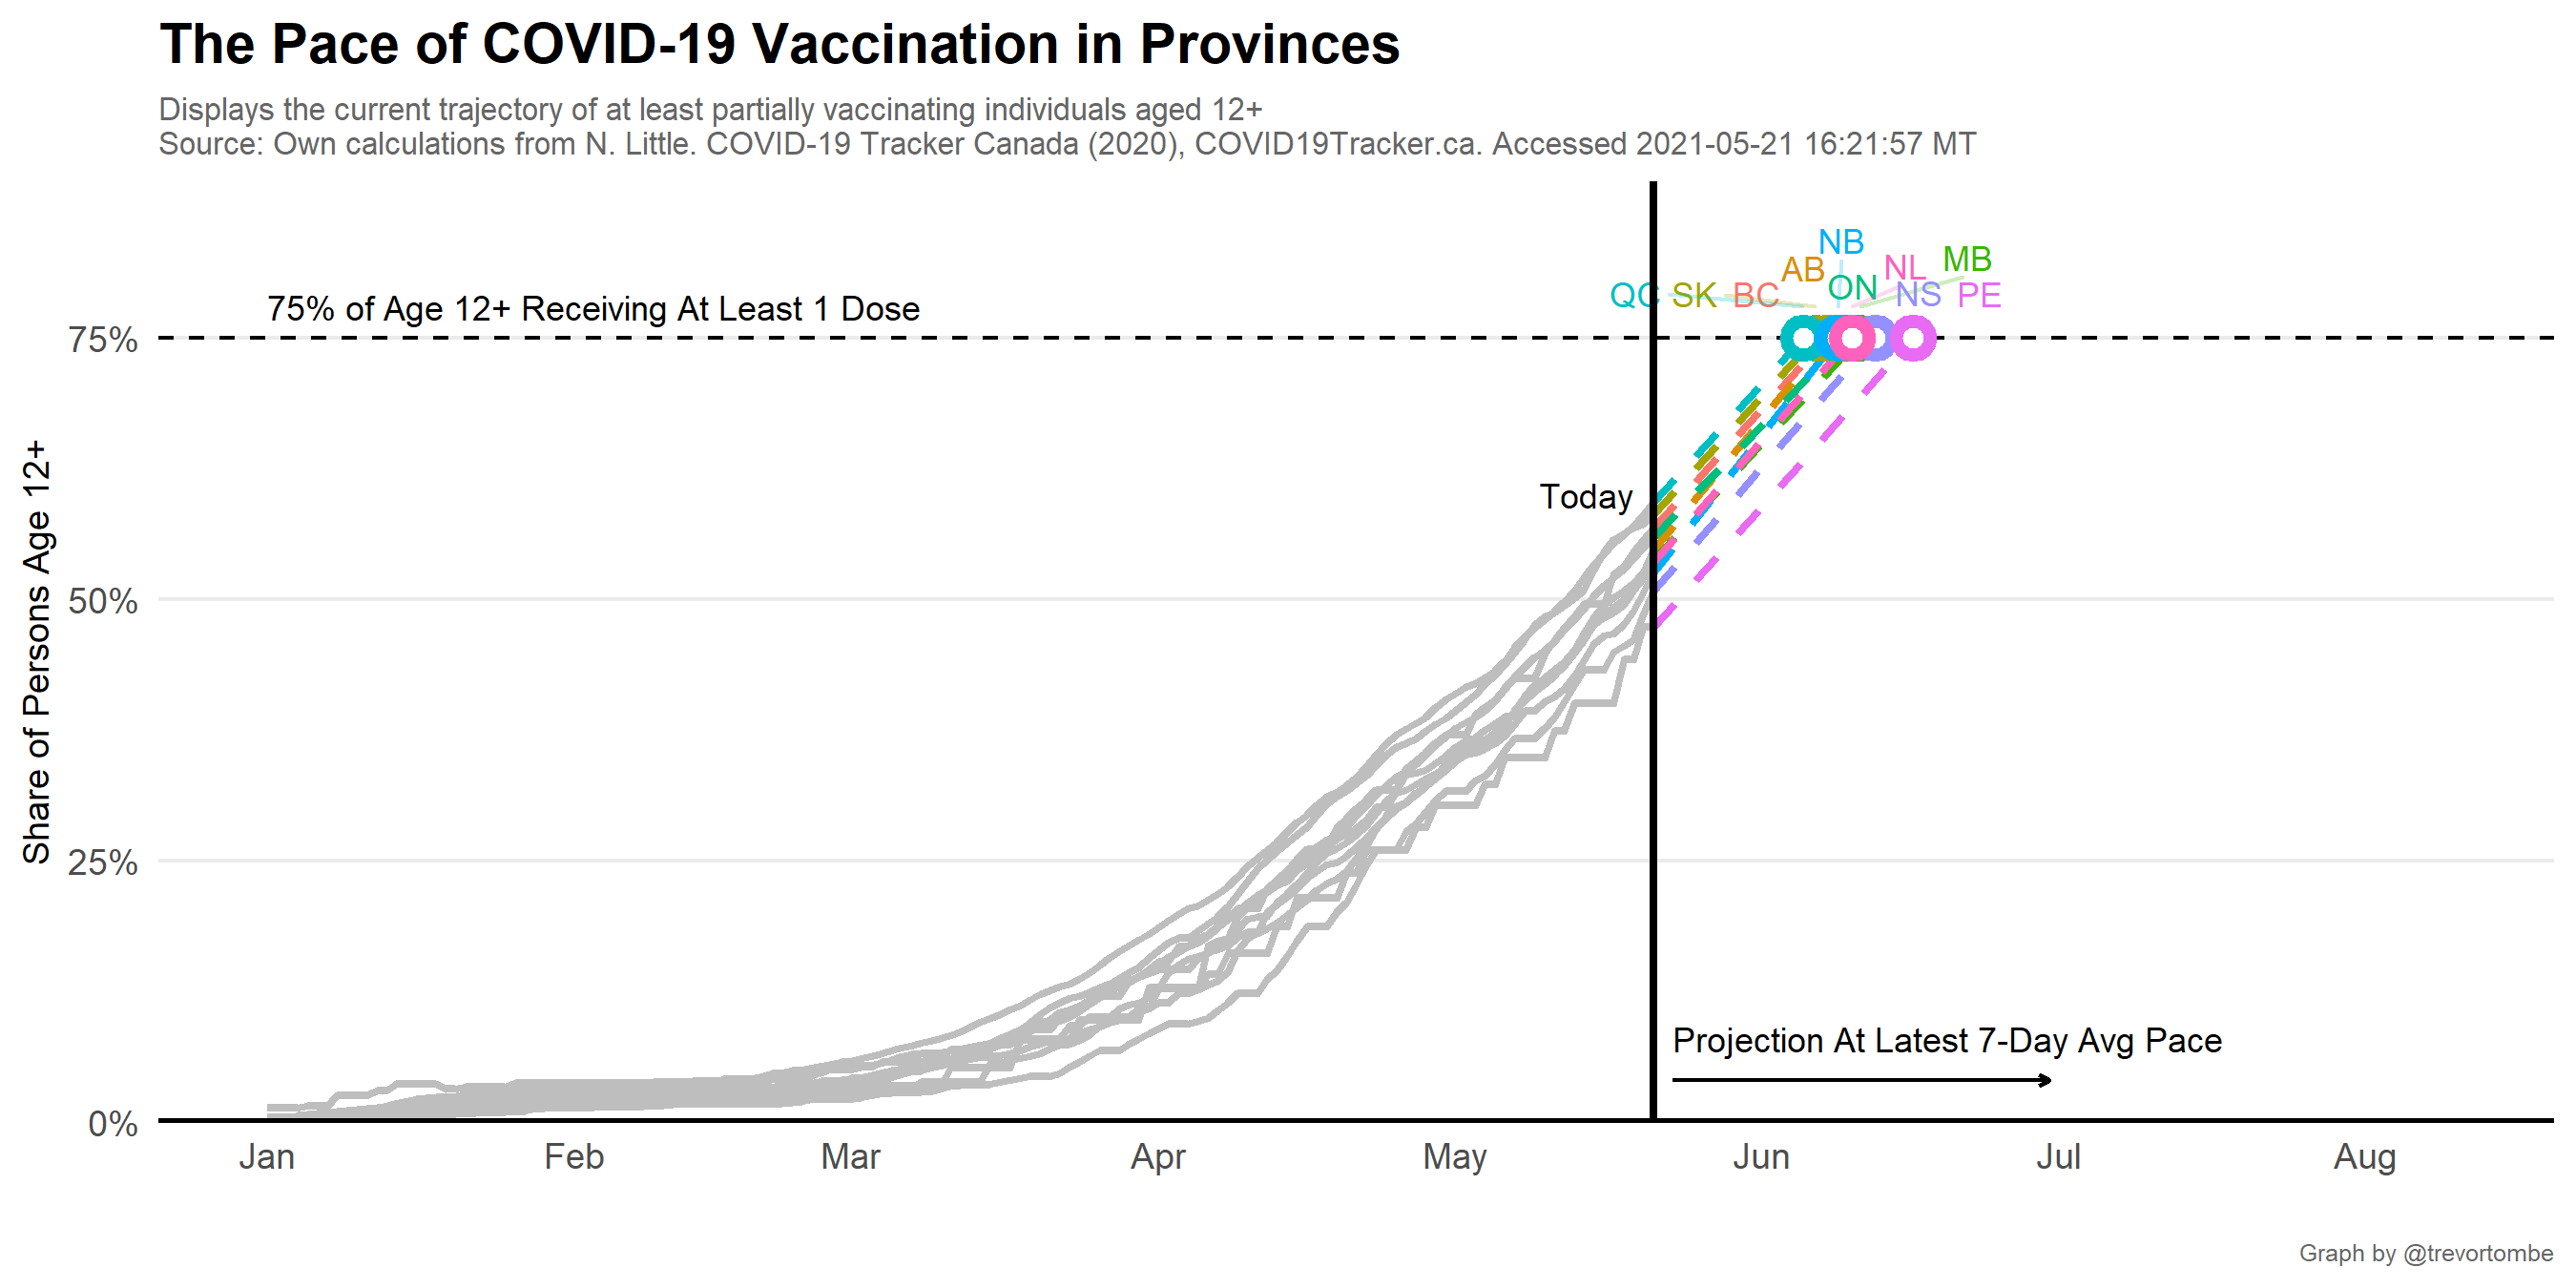 The Pace of COVID-19 Vaccination in Provinces
Displays the current trajectory of at least partially vaccinating individuals aged 12+
Source: Own calculations from N. Little. COVID-19 Tracker Canada (2020), COVID19Tracker.ca. Accessed 2021-05-21 16:21:57 MT
NB
MB
AB
NL
ON
QC SK BC NS PE
75% of Age 12+ Receiving At Least 1 Dose
75%
Today
50%
Share of Persons Age 12+
25%
Projection At Latest 7-Day Avg Pace
0%
Jan Feb Mar Apr May Jun Jul Aug
Graph by @trevortombe